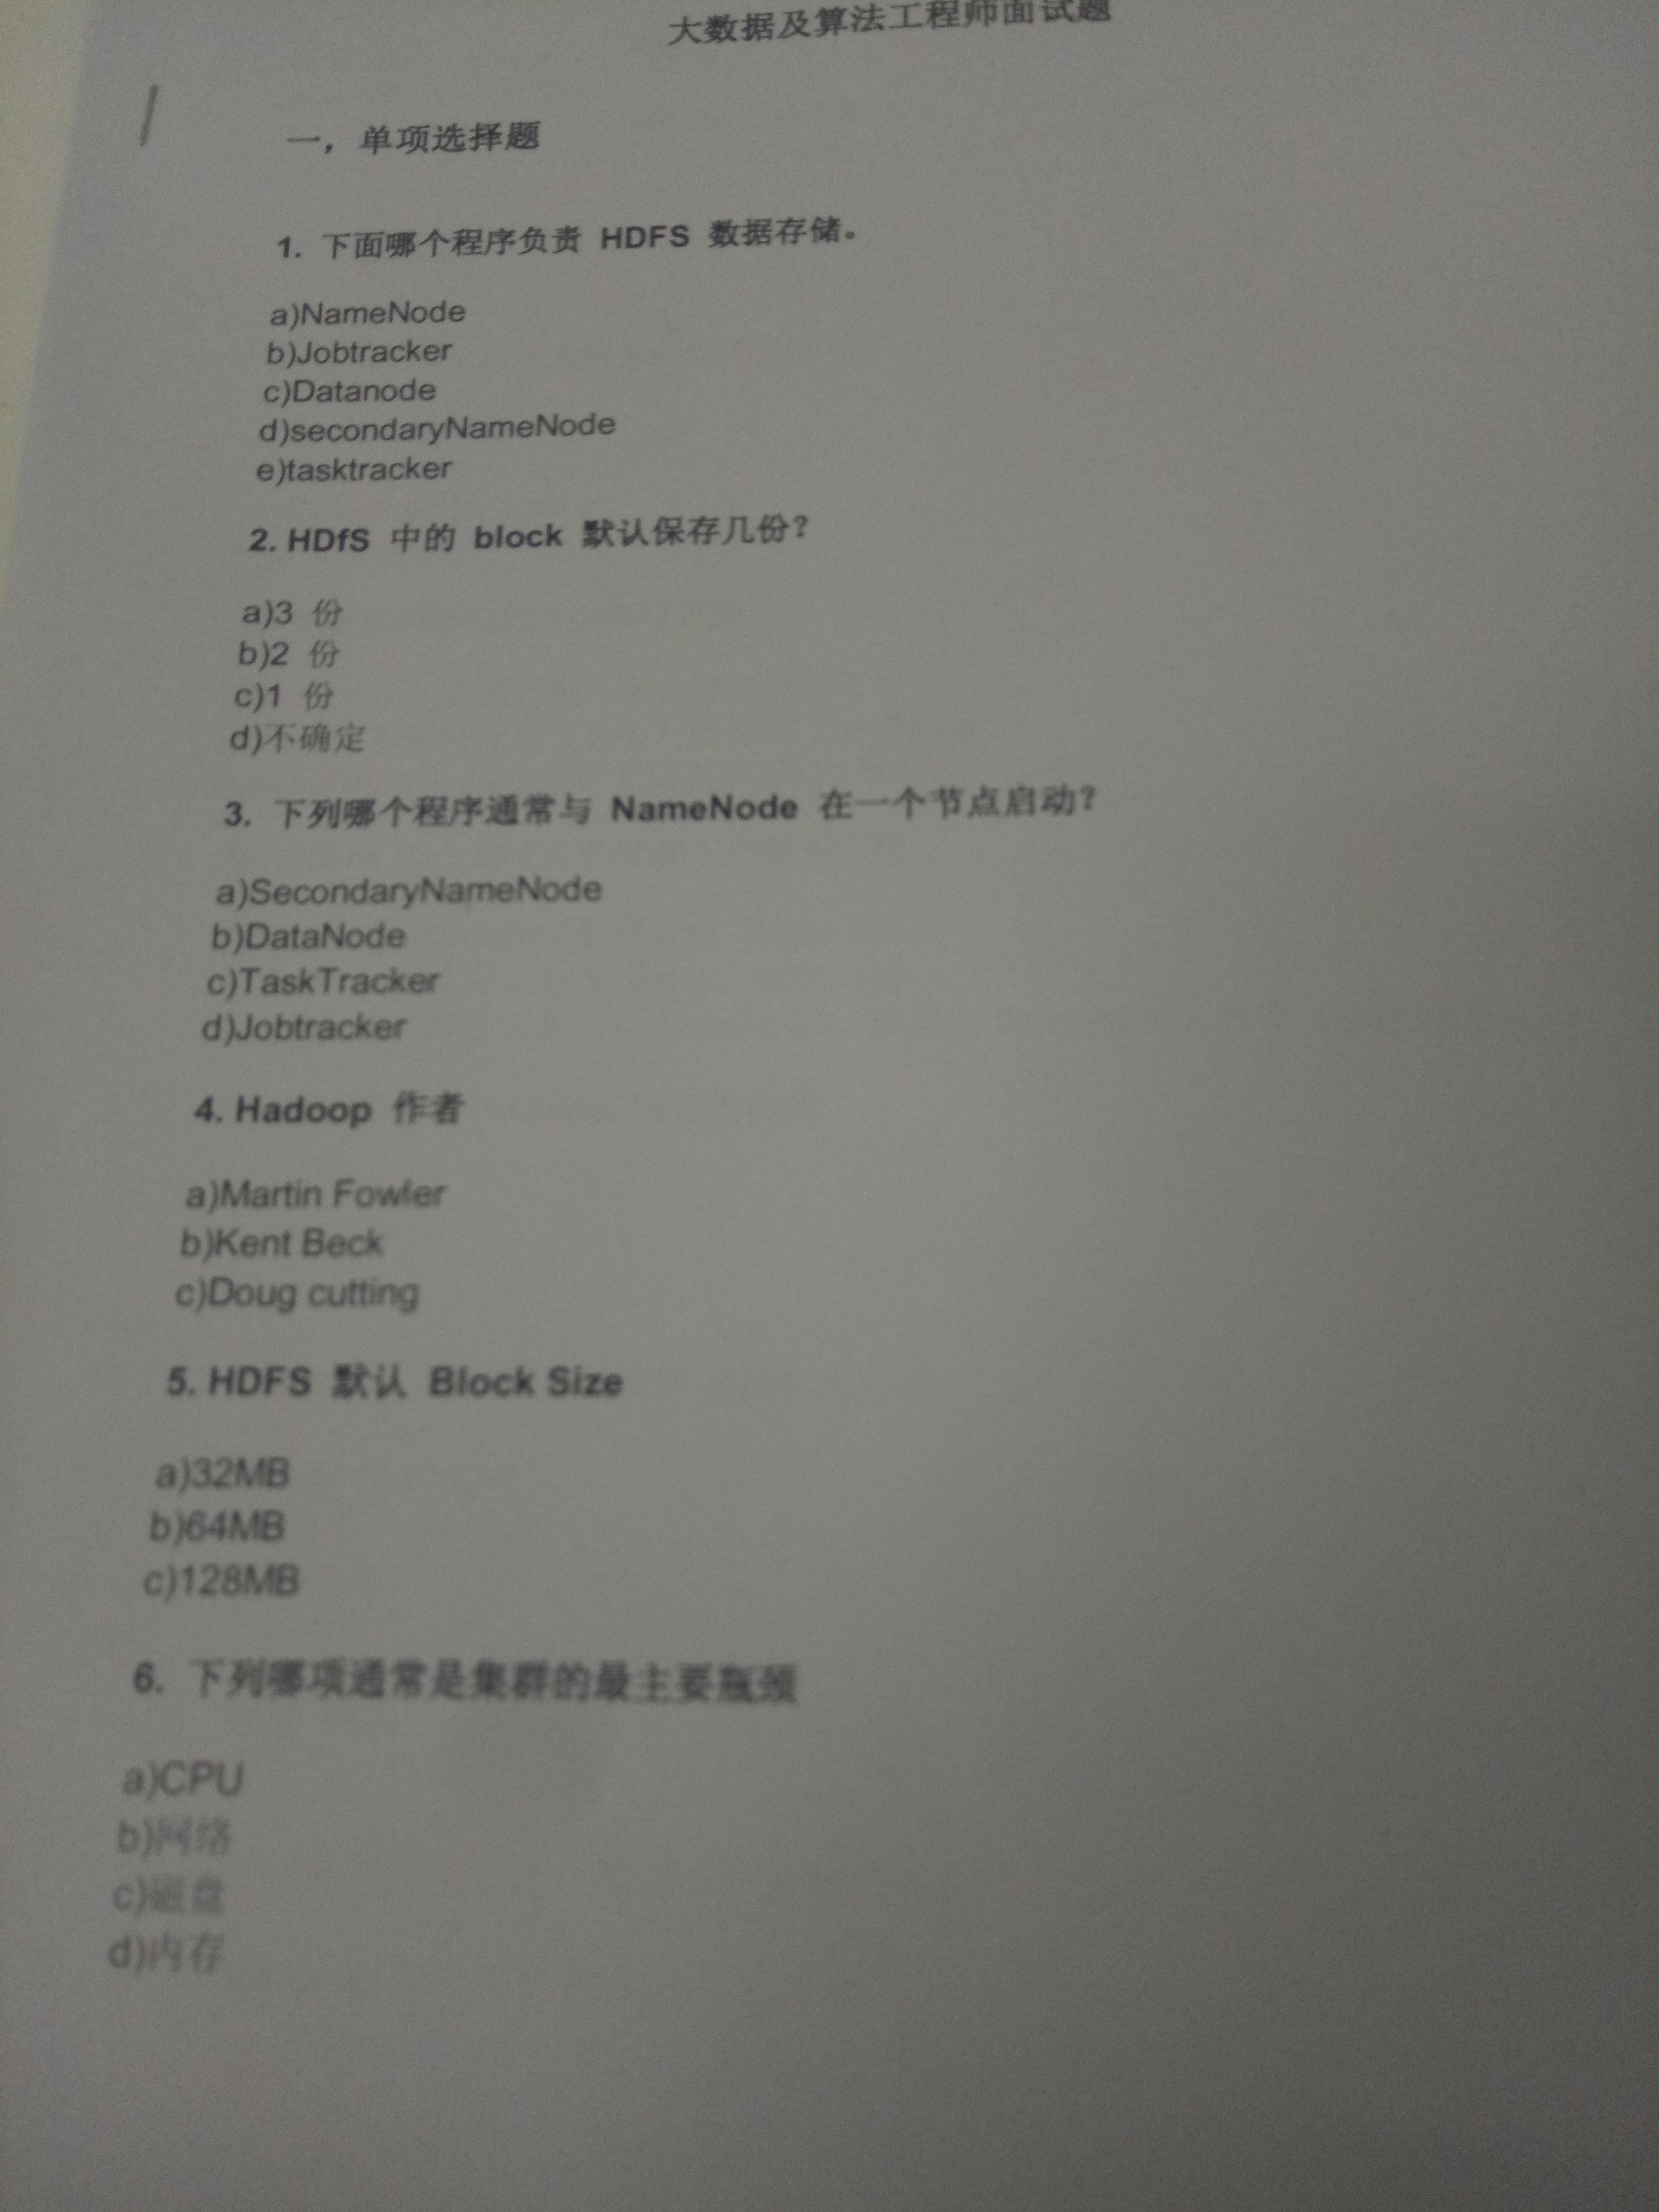 大数据及算法工程师面试题
一，单项选择题
1. 下面哪个程序负责 HDFS 数据存储。
a)NameNode
b)Jobtracker
c)Datanode
d)secondaryNameNode
e)tasktracker
2. HDfS 中的 block 默认保存几份？
a)3 份
b)2 份
c)1 份
d)不确定
3. 下列哪个程序通常与 NameNode 在一个节点启动？
a)SecondaryNameNode
b)DataNode
c)TaskTracker
d)Jobtracker
4. Hadoop 作者
a)Martin Fowler
b)Kent Beck
c)Doug cutting
5. HDFS 默认 Block Size
a)32MB
b)64MB
c)128MB
6. 下列哪项通常是集群的最主要瓶颈
a)CPU
b)网络
c)磁盘
d)内存